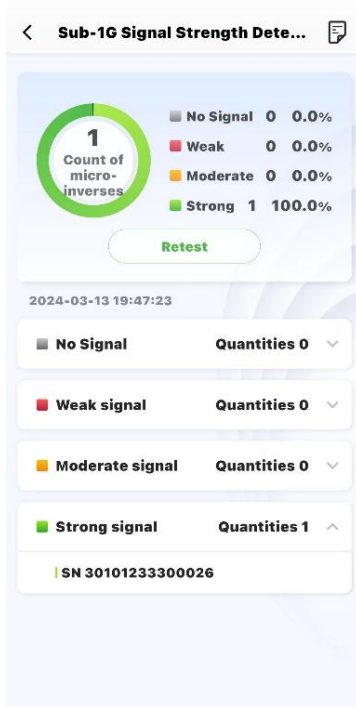 Sub-1G Signal Strength Dete...
1
Count of
micro-
inverses
No Signal 0 0.0%
Weak 0 0.0%
Moderate 0 0.0%
Strong 1 100.0%
Retest
2024-03-13 19:47:23
No Signal Quantities 0
Weak signal Quantities 0
Moderate signal Quantities 0
Strong signal Quantities 1
SN 30101233300026